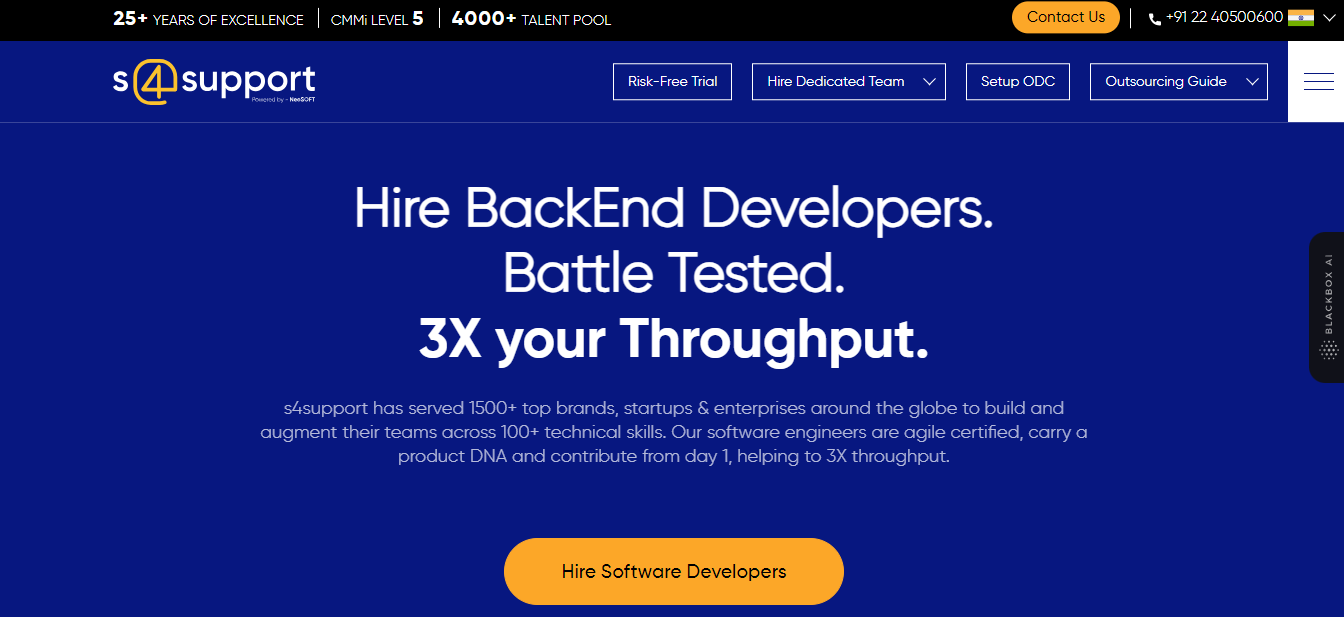 25+ YEARS OF EXCELLENCE CMMi LEVEL 5 4000+ TALENT POOL Contact Us +91 22 40500600
s4support
Powered by - NeoSOFT
Risk-Free Trial Hire Dedicated Team Setup ODC Outsourcing Guide
Hire BackEnd Developers.
Battle Tested.
3X your Throughput.
s4support has served 1500+ top brands, startups & enterprises around the globe to build and
augment their teams across 100+ technical skills. Our software engineers are agile certified, carry a
product DNA and contribute from day 1, helping to 3X throughput.
Hire Software Developers
BLACKBOX AI